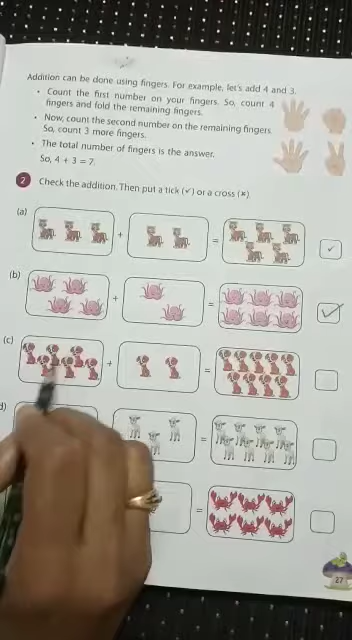 Addition can be done using fingers. For example, let's add 4 and 3.
• Count the first number on your fingers. So, count 4
fingers and fold the remaining fingers.
• Now, count the second number on the remaining fingers.
So, count 3 more fingers.
• The total number of fingers is the answer.
So, 4 + 3 = 7.
2 Check the addition. Then put a tick (✓) or a cross (×).
(a) + = ✓
(b) + = ✓
(c) + =
d) =
=
27